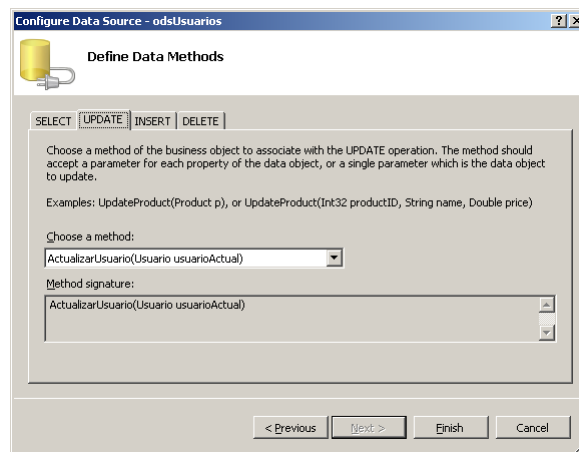 Configure Data Source - odsUsuarios
Define Data Methods
SELECT UPDATE INSERT DELETE
Choose a method of the business object to associate with the UPDATE operation. The method should
accept a parameter for each property of the data object, or a single parameter which is the data object
to update.
Examples: UpdateProduct(Product p), or UpdateProduct(Int32 productID, String name, Double price)
Choose a method:
ActualizarUsuario(Usuario usuarioActual)
Method signature:
ActualizarUsuario(Usuario usuarioActual)
< Previous Next > Finish Cancel